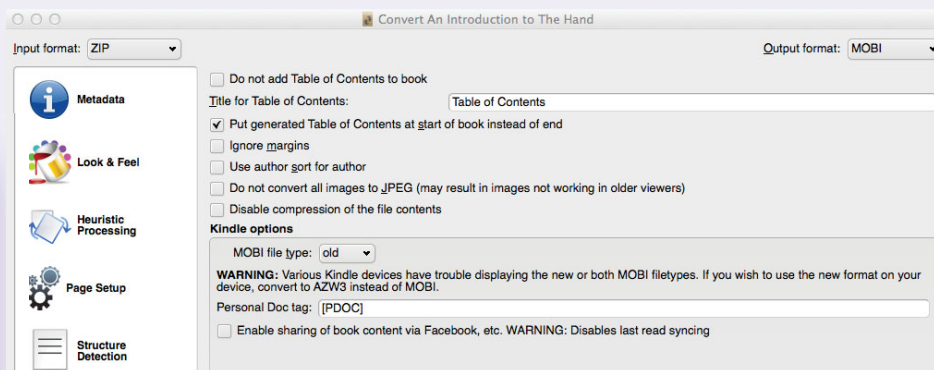 Convert An Introduction to The Hand
Input format: ZIP
Output format: MOBI
Metadata
Look & Feel
Heuristic
Processing
Page Setup
Structure
Detection
Do not add Table of Contents to book
Title for Table of Contents: Table of Contents
Put generated Table of Contents at start of book instead of end
Ignore margins
Use author sort for author
Do not convert all images to JPEG (may result in images not working in older viewers)
Disable compression of the file contents
Kindle options
MOBI file type: old
WARNING: Various Kindle devices have trouble displaying the new or both MOBI filetypes. If you wish to use the new format on your
device, convert to AZW3 instead of MOBI.
Personal Doc tag: [PDOC]
Enable sharing of book content via Facebook, etc. WARNING: Disables last read syncing